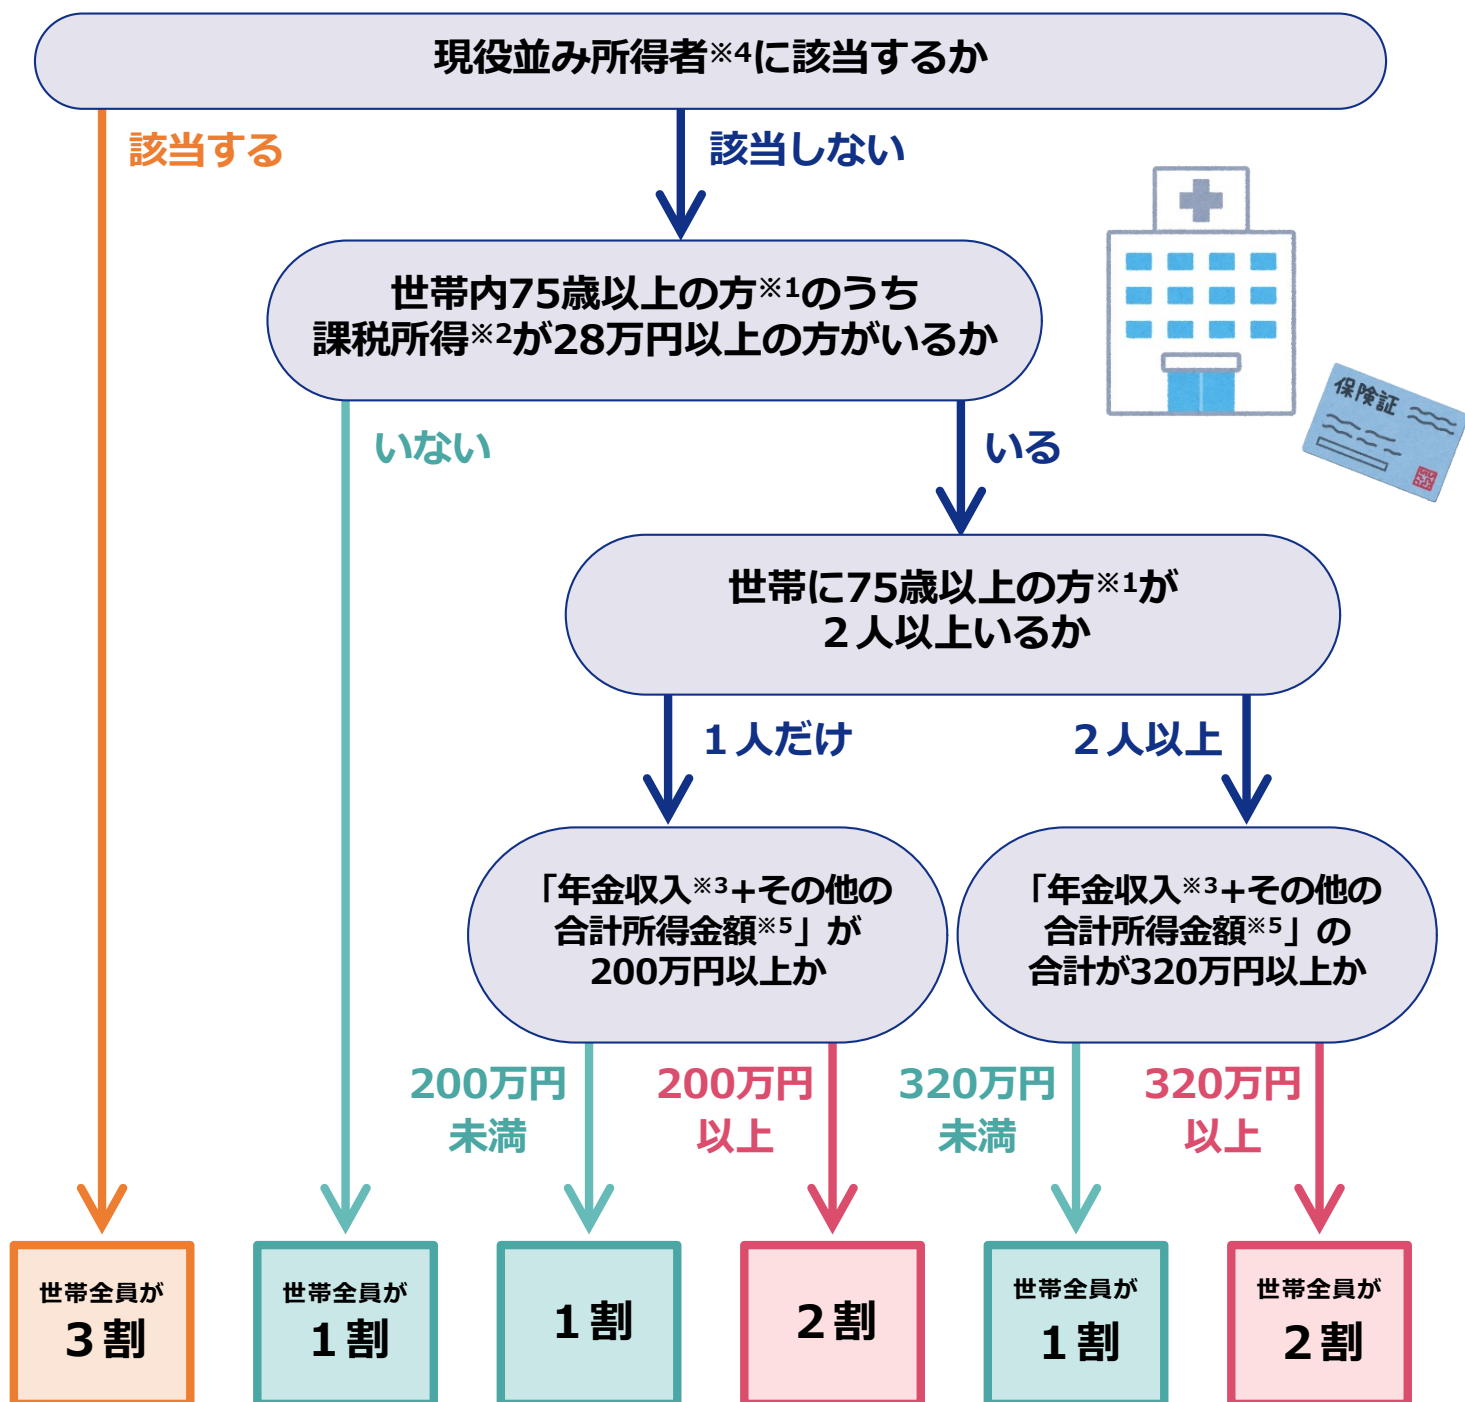 現役並み所得者※4に該当するか
該当する
該当しない
世帯内75歳以上の方※1のうち
課税所得※2が28万円以上の方がいるか
保険証
いない
いる
世帯に75歳以上の方※1が
２人以上いるか
１人だけ
２人以上
「年金収入※3+その他の
合計所得金額※5」が
200万円以上か
「年金収入※3+その他の
合計所得金額※5」の
合計が320万円以上か
200万円
未満
200万円
以上
320万円
未満
320万円
以上
世帯全員が
３割
世帯全員が
１割
１割
２割
世帯全員が
１割
世帯全員が
２割